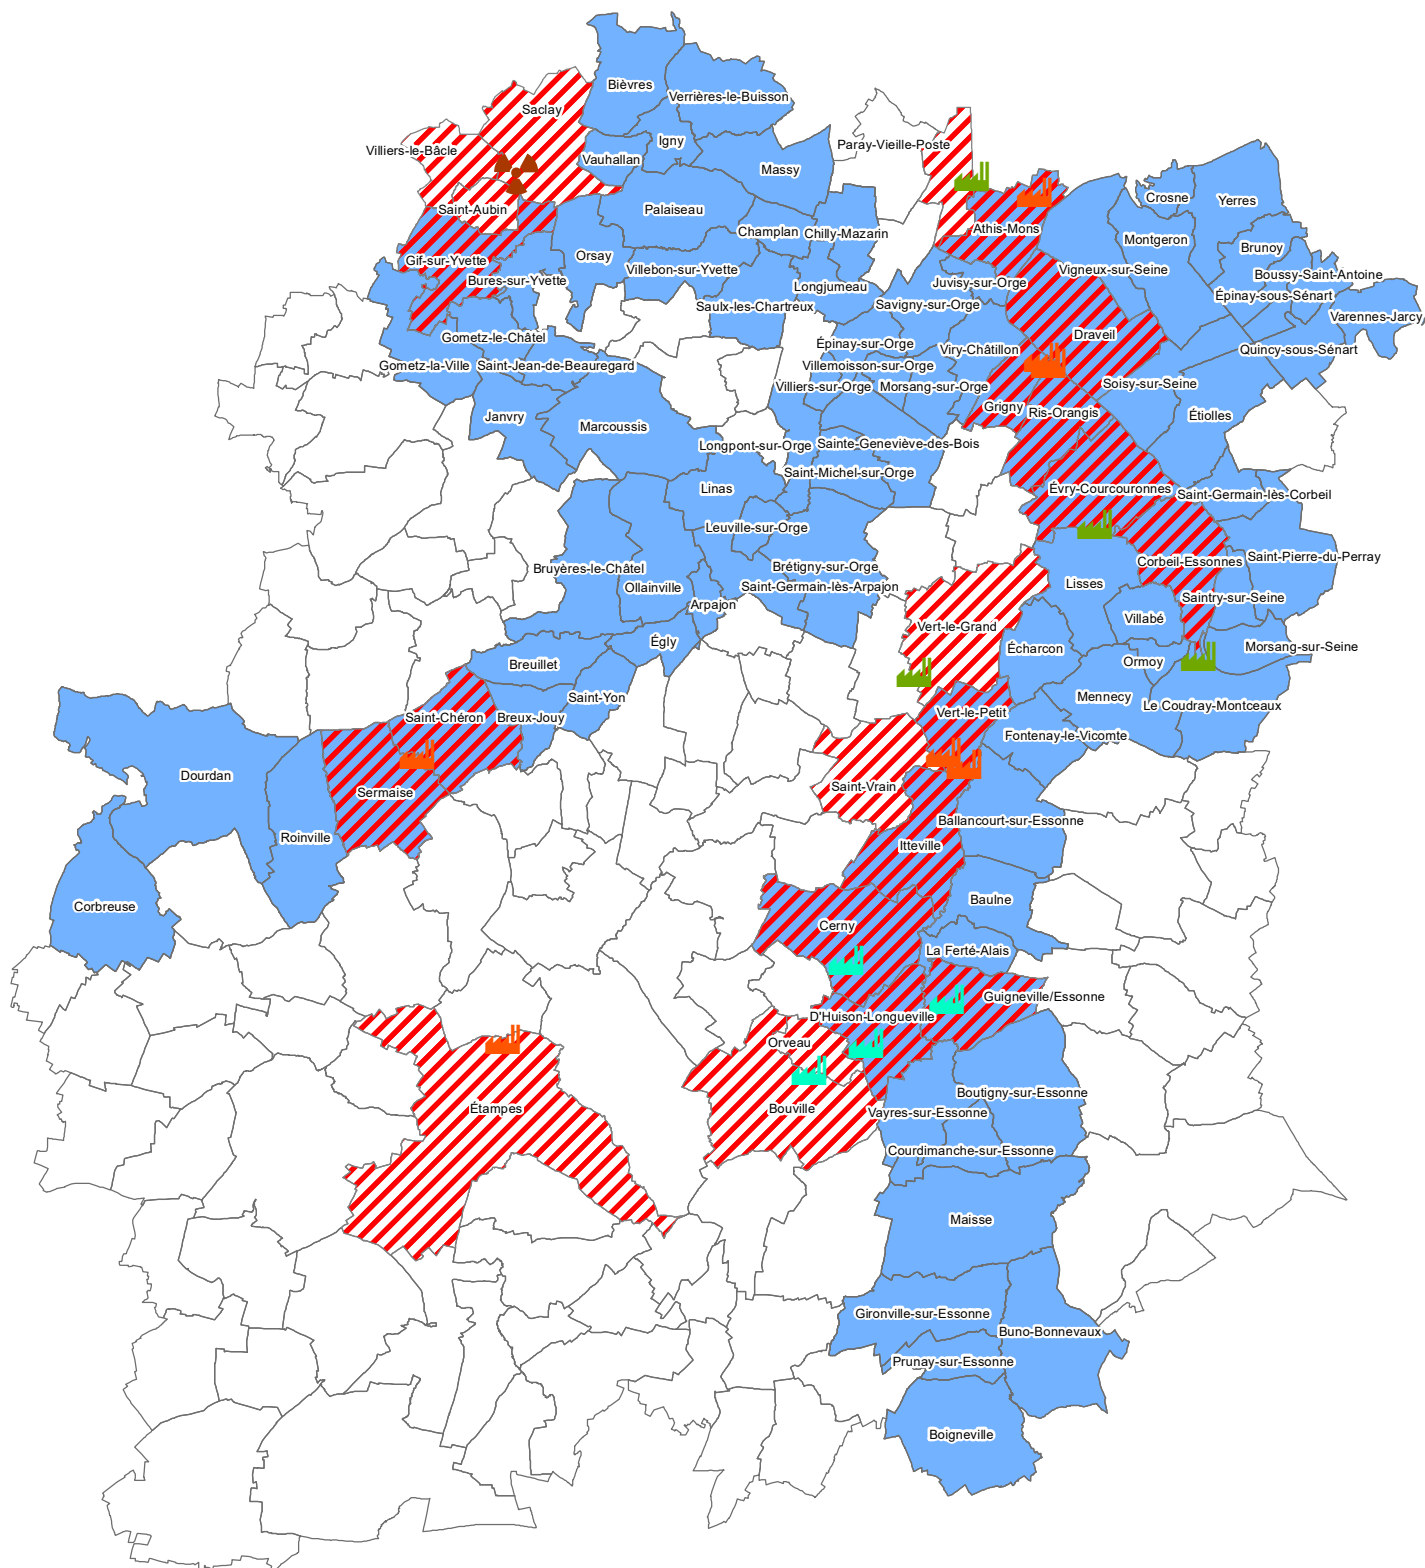 Bièvres
Verrières-le-Buisson
Saclay
Igny
Villiers-le-Bâcle
Vauhallan
Massy
Paray-Vieille-Poste
Saint-Aubin
Palaiseau
Champlan
Chilly-Mazarin
Athis-Mons
Crosne
Yerres
Montgeron
Brunoy
Gif-sur-Yvette
Orsay
Bures-sur-Yvette
Villebon-sur-Yvette
Longjumeau
Juvisy-sur-Orge
Vigneux-sur-Seine
Boussy-Saint-Antoine
Épinay-sous-Sénart
Saulx-les-Chartreux
Savigny-sur-Orge
Varennes-Jarcy
Gometz-le-Châtel
Épinay-sur-Orge
Viry-Châtillon
Draveil
Quincy-sous-Sénart
Gometz-la-Ville
Saint-Jean-de-Beauregard
Villemoisson-sur-Orge
Villiers-sur-Orge
Morsang-sur-Orge
Soisy-sur-Seine
Janvry
Marcoussis
Grigny
Ris-Orangis
Étiolles
Longpont-sur-Orge
Sainte-Geneviève-des-Bois
Saint-Michel-sur-Orge
Linas
Évry-Courcouronnes
Saint-Germain-lès-Corbeil
Leuville-sur-Orge
Bruyères-le-Châtel
Brétigny-sur-Orge
Corbeil-Essonnes
Saint-Pierre-du-Perray
Ollainville
Saint-Germain-lès-Arpajon
Lisses
Saintry-sur-Seine
Arpajon
Villabé
Vert-le-Grand
Égly
Écharcon
Morsang-sur-Seine
Breuillet
Ormoy
Saint-Yon
Mennecy
Le Coudray-Montceaux
Saint-Chéron
Breux-Jouy
Vert-le-Petit
Fontenay-le-Vicomte
Dourdan
Sermaise
Saint-Vrain
Ballancourt-sur-Essonne
Roinville
Itteville
Corbreuse
Baulne
Cerny
La Ferté-Alais
Guigneville/Essonne
D'Huison-Longueville
Orveau
Boutigny-sur-Essonne
Étampes
Bouville
Vayres-sur-Essonne
Courdimanche-sur-Essonne
Maisse
Gironville-sur-Essonne
Buno-Bonnevaux
Prunay-sur-Essonne
Boigneville